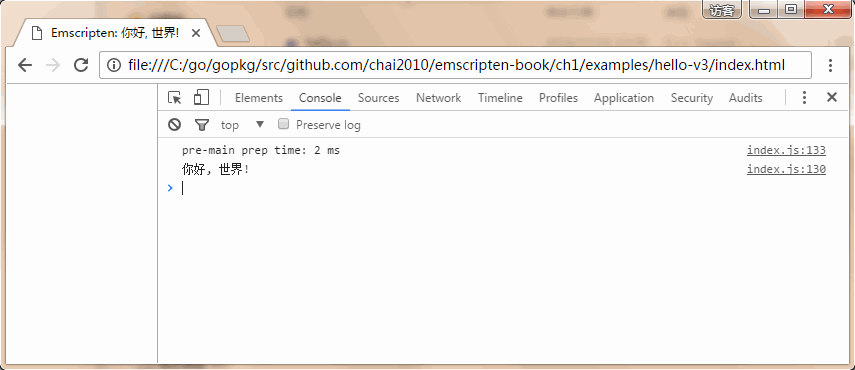 访客
Emscripten: 你好, 世界!
file:///C:/go/gopkg/src/github.com/chai2010/emscripten-book/ch1/examples/hello-v3/index.html
Elements Console Sources Network Timeline Profiles Application Security Audits
top Preserve log
pre-main prep time: 2 ms index.js:133
你好, 世界! index.js:130